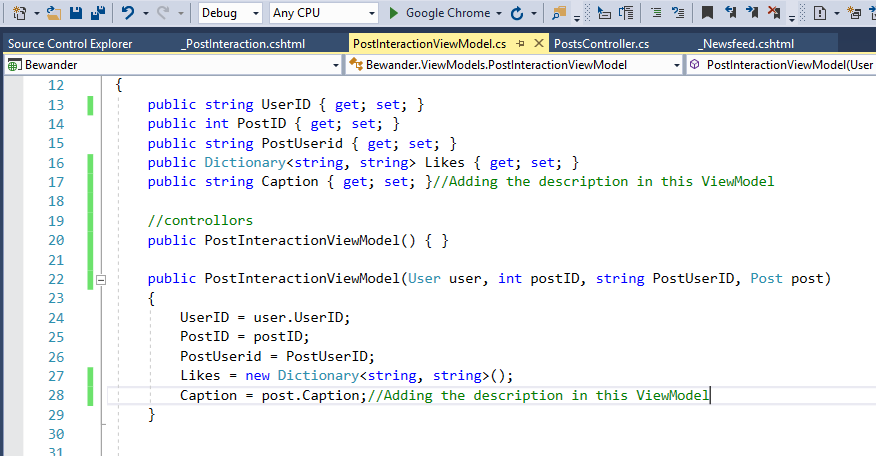 Debug Any CPU Google Chrome
Source Control Explorer _PostInteraction.cshtml PostInteractionViewModel.cs PostsController.cs _Newsfeed.cshtml
Bewander Bewander.ViewModels.PostInteractionViewModel PostInteractionViewModel(User
12 {
13 public string UserID { get; set; }
14 public int PostID { get; set; }
15 public string PostUserid { get; set; }
16 public Dictionary<string, string> Likes { get; set; }
17 public string Caption { get; set; }//Adding the description in this ViewModel
18
19 //controllors
20 public PostInteractionViewModel() { }
21
22 public PostInteractionViewModel(User user, int postID, string PostUserID, Post post)
23 {
24 UserID = user.UserID;
25 PostID = postID;
26 PostUserid = PostUserID;
27 Likes = new Dictionary<string, string>();
28 Caption = post.Caption;//Adding the description in this ViewModel
29 }
30
31